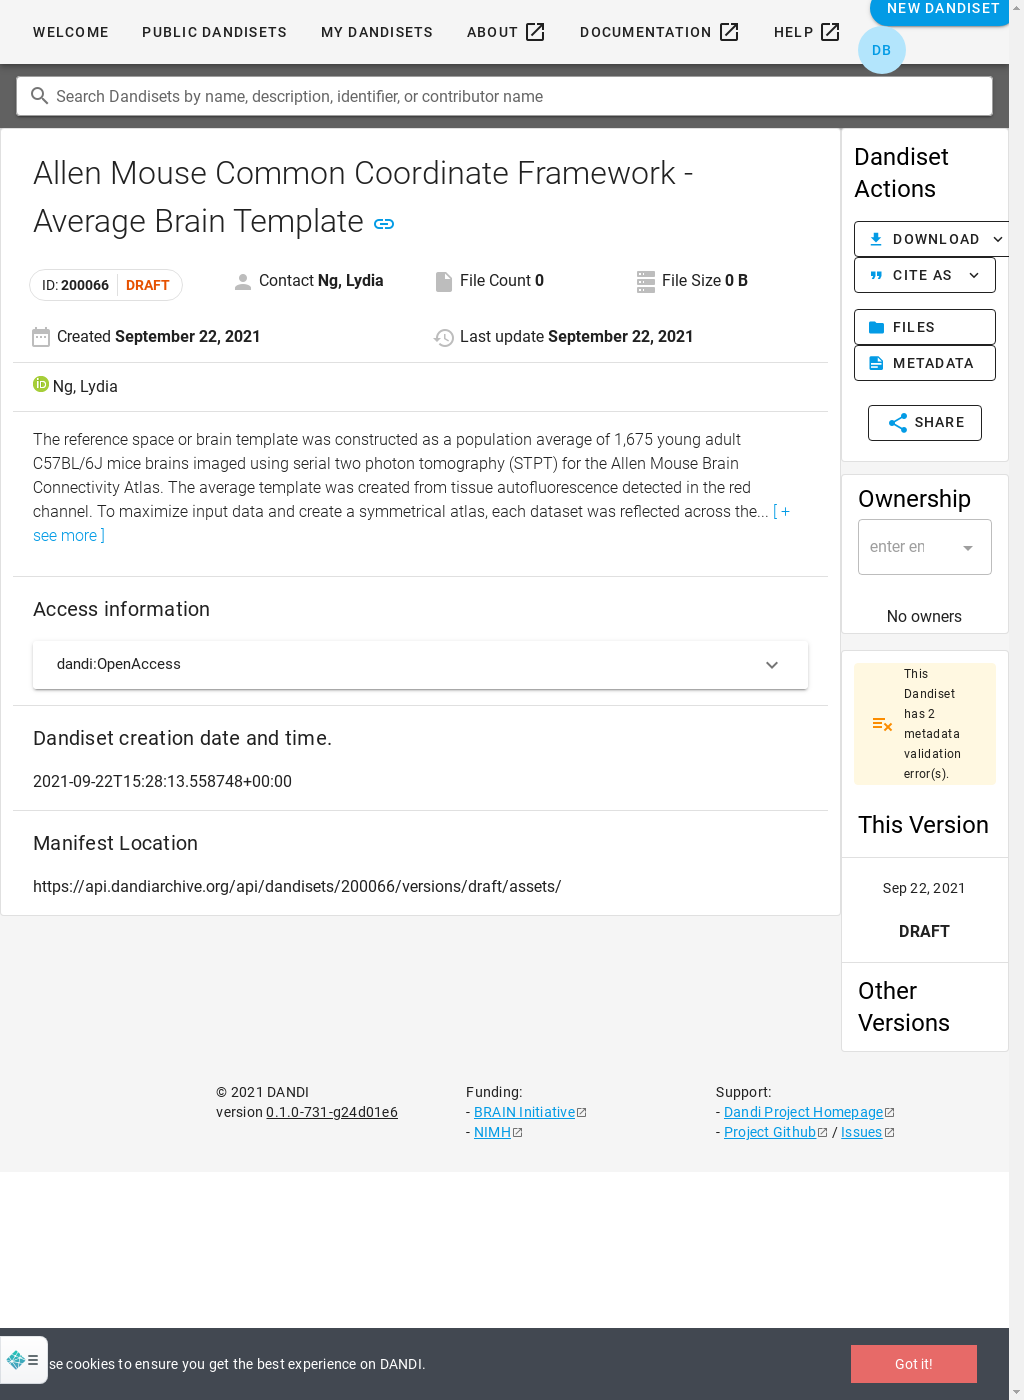 WELCOME PUBLIC DANDISETS MY DANDISETS ABOUT DOCUMENTATION HELP NEW DANDISET
DB
Search Dandisets by name, description, identifier, or contributor name
Allen Mouse Common Coordinate Framework -
Average Brain Template
ID: 200066 DRAFT
Contact Ng, Lydia
File Count 0
File Size 0 B
Created September 22, 2021
Last update September 22, 2021
Ng, Lydia
The reference space or brain template was constructed as a population average of 1,675 young adult
C57BL/6J mice brains imaged using serial two photon tomography (STPT) for the Allen Mouse Brain
Connectivity Atlas. The average template was created from tissue autofluorescence detected in the red
channel. To maximize input data and create a symmetrical atlas, each dataset was reflected across the... [ +
see more ]
Access information
dandi:OpenAccess
Dandiset creation date and time.
2021-09-22T15:28:13.558748+00:00
Manifest Location
https://api.dandiarchive.org/api/dandisets/200066/versions/draft/assets/
Dandiset
Actions
DOWNLOAD
CITE AS
FILES
METADATA
SHARE
Ownership
enter en
No owners
This
Dandiset
has 2
metadata
validation
error(s).
This Version
Sep 22, 2021
DRAFT
Other
Versions
© 2021 DANDI
version 0.1.0-731-g24d01e6
Funding:
- BRAIN Initiative
- NIMH
Support:
- Dandi Project Homepage
- Project Github / Issues
se cookies to ensure you get the best experience on DANDI.
Got it!